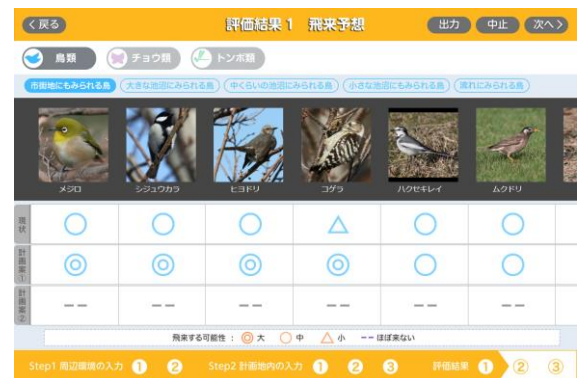 ＜戻る 評価結果1 飛来予想 出力 中止 次へ＞
鳥類 チョウ類 トンボ類
市街地にもみられる鳥 大きな池沼にみられる鳥 中くらいの池沼にみられる鳥 小さな池沼にもみられる鳥 流れにみられる鳥
メジロ シジュウカラ ヒヨドリ コゲラ ハクセキレイ ムクドリ
現状 ○ ○ ○ △ ○ ○
計画案① ◎ ◎ ◎ ◎ ○ ○
計画案② −− −− −− −− −− −−
飛来する可能性 ： ◎ 大 ○ 中 △ 小 −− ほぼ来ない
Step1 周辺環境の入力 ① ② Step2 計画地内の入力 ① ② ③ 評価結果 ① ② ③